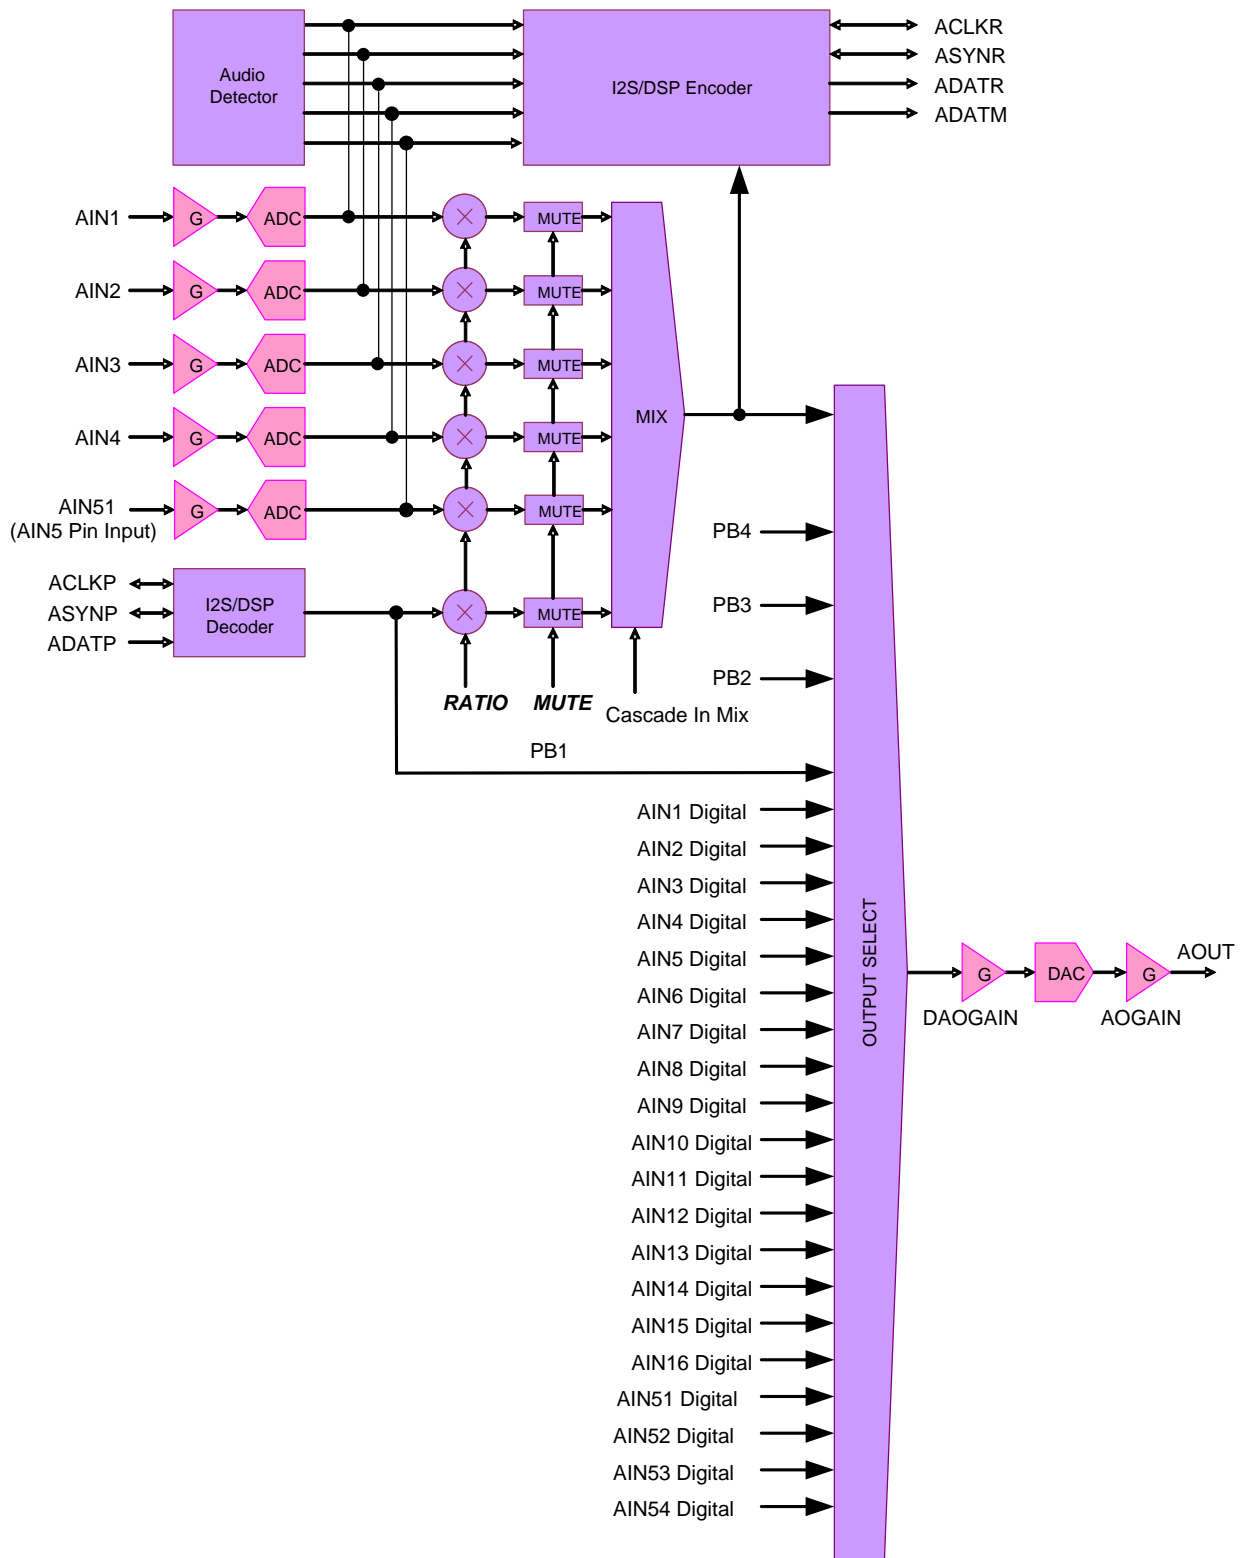 Audio
Detector
I2S/DSP Encoder
ACLKR
ASYNR
ADATR
ADATM
AIN1
G
ADC
MUTE
AIN2
G
ADC
MUTE
AIN3
G
ADC
MUTE
AIN4
G
ADC
MUTE
AIN51
(AIN5 Pin Input)
G
ADC
MUTE
MIX
ACLKP
ASYNP
ADATP
I2S/DSP
Decoder
MUTE
RATIO
MUTE
Cascade In Mix
PB4
PB3
PB2
PB1
AIN1 Digital
AIN2 Digital
AIN3 Digital
AIN4 Digital
AIN5 Digital
AIN6 Digital
AIN7 Digital
AIN8 Digital
AIN9 Digital
AIN10 Digital
AIN11 Digital
AIN12 Digital
AIN13 Digital
AIN14 Digital
AIN15 Digital
AIN16 Digital
AIN51 Digital
AIN52 Digital
AIN53 Digital
AIN54 Digital
OUTPUT SELECT
G
DAOGAIN
DAC
G
AOGAIN
AOUT